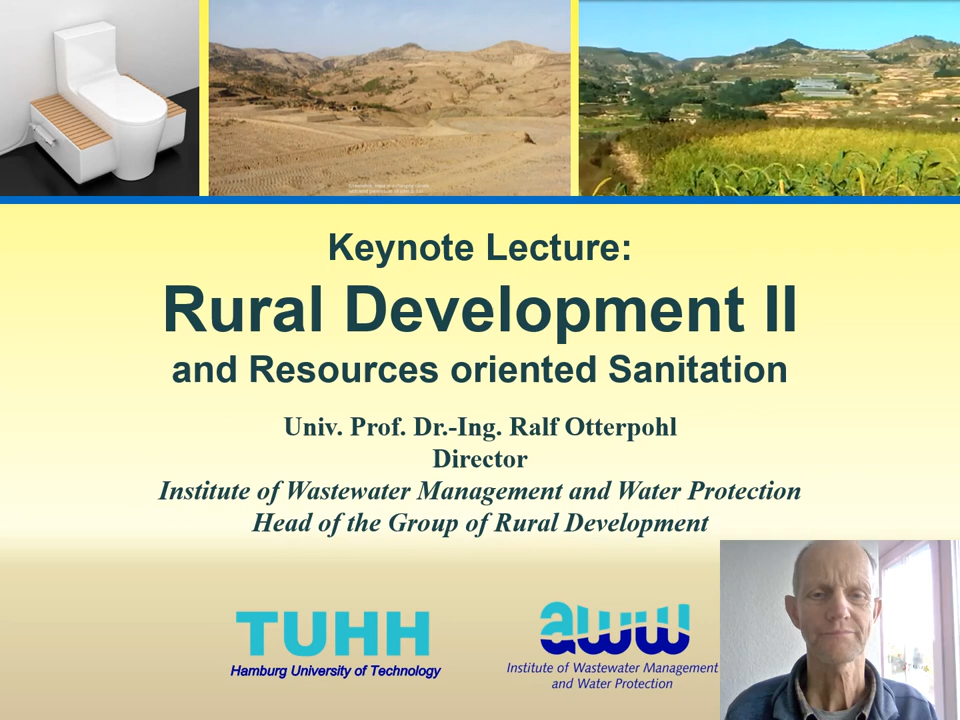 Keynote Lecture:
Rural Development II
and Resources oriented Sanitation
Univ. Prof. Dr.-Ing. Ralf Otterpohl
Director
Institute of Wastewater Management and Water Protection
Head of the Group of Rural Development
TUHH
Hamburg University of Technology
aww
Institute of Wastewater Management
and Water Protection